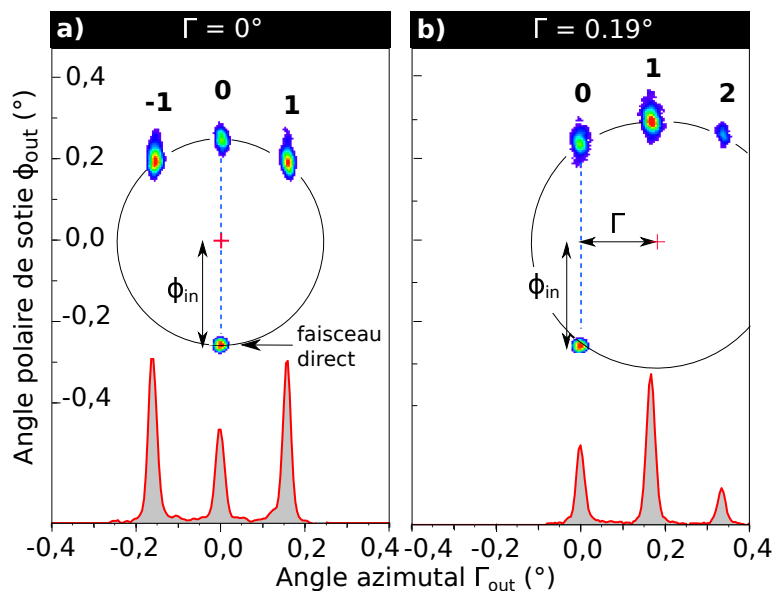 a) Γ = 0°
b) Γ = 0.19°
Angle polaire de sotie ϕout (°)
0,4
0,2
0,0
-0,2
-0,4
-1 0 1
ϕin
faisceau
direct
0 1 2
Γ
ϕin
-0,4 -0,2 0,0 0,2 0,4
-0,2 0,0 0,2 0,4
Angle azimutal Γout (°)